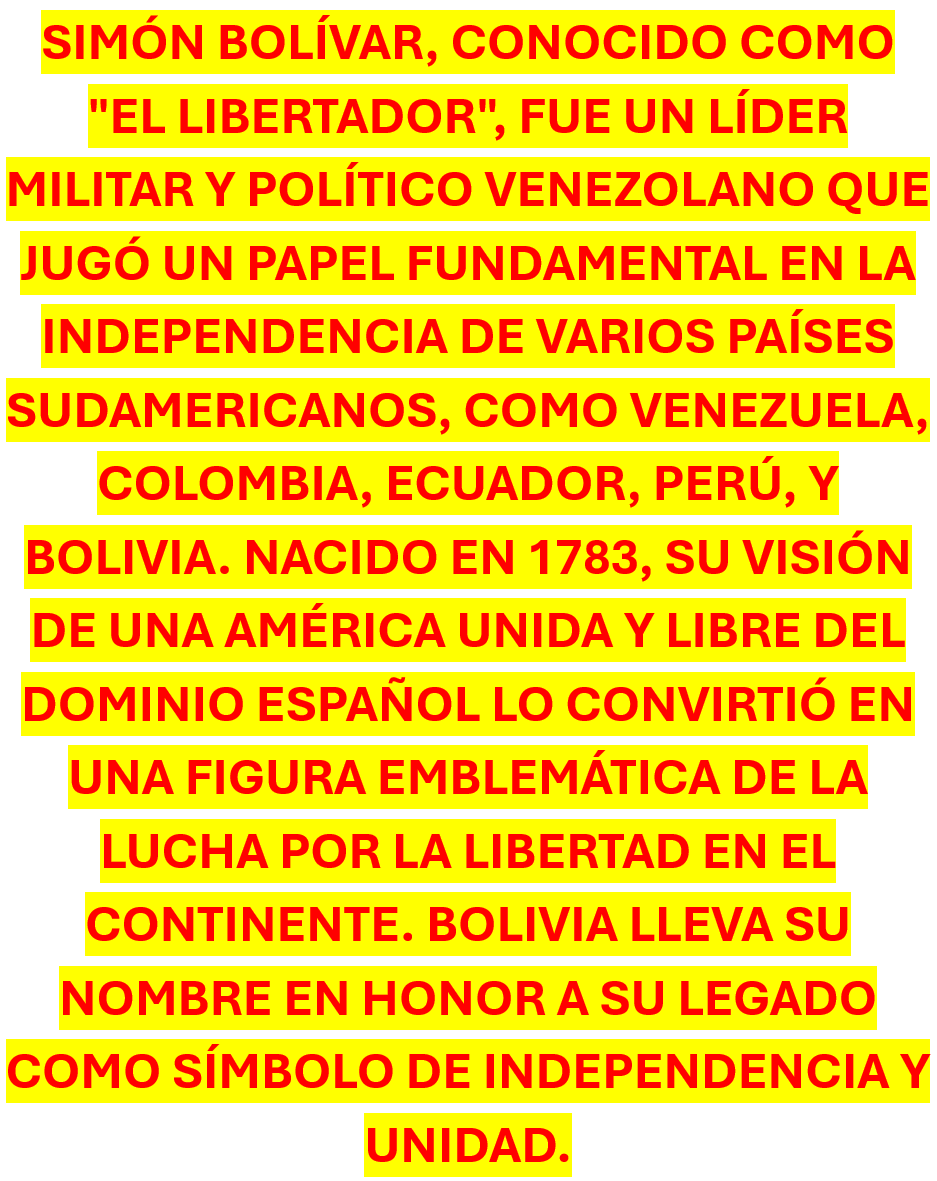 SIMÓN BOLÍVAR, CONOCIDO COMO
"EL LIBERTADOR", FUE UN LÍDER
MILITAR Y POLÍTICO VENEZOLANO QUE
JUGÓ UN PAPEL FUNDAMENTAL EN LA
INDEPENDENCIA DE VARIOS PAÍSES
SUDAMERICANOS, COMO VENEZUELA,
COLOMBIA, ECUADOR, PERÚ, Y
BOLIVIA. NACIDO EN 1783, SU VISIÓN
DE UNA AMÉRICA UNIDA Y LIBRE DEL
DOMINIO ESPAÑOL LO CONVIRTIÓ EN
UNA FIGURA EMBLEMÁTICA DE LA
LUCHA POR LA LIBERTAD EN EL
CONTINENTE. BOLIVIA LLEVA SU
NOMBRE EN HONOR A SU LEGADO
COMO SÍMBOLO DE INDEPENDENCIA Y
UNIDAD.